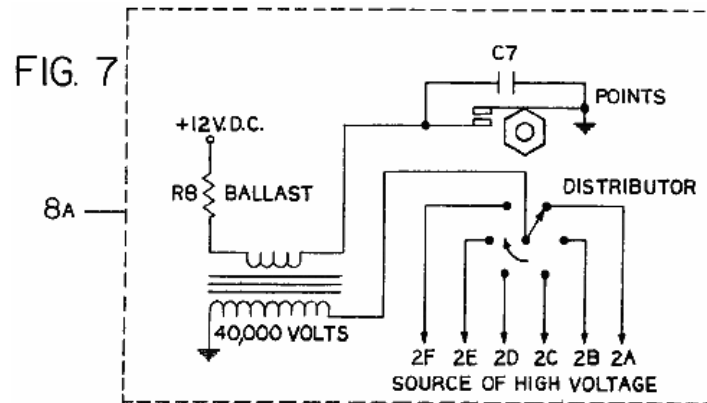 FIG. 7
C7
POINTS
+12V.D.C.
R8 BALLAST
DISTRIBUTOR
8A
40,000 VOLTS
2F 2E 2D 2C 2B 2A
SOURCE OF HIGH VOLTAGE